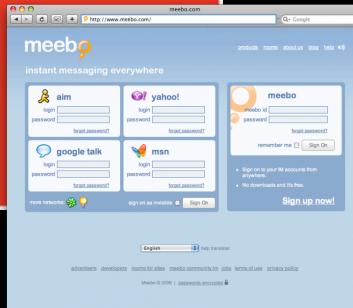 meebo.com
http://www.meebo.com/
Google
meebo
products rooms about us blog help
instant messaging everywhere
aim
login
password
forgot password?
yahoo!
login
password
forgot password?
google talk
login
password
forgot password?
msn
login
password
forgot password?
more networks:
sign on as invisible
Sign On
meebo
meebo id
password
forgot password?
remember me
Sign On
Sign on to your IM accounts from
anywhere.
No downloads and it's free.
Sign up now!
English
help translate!
advertisers developers rooms for sites meebo community im jobs terms of use privacy policy
Meebo © 2008 | passwords encrypted